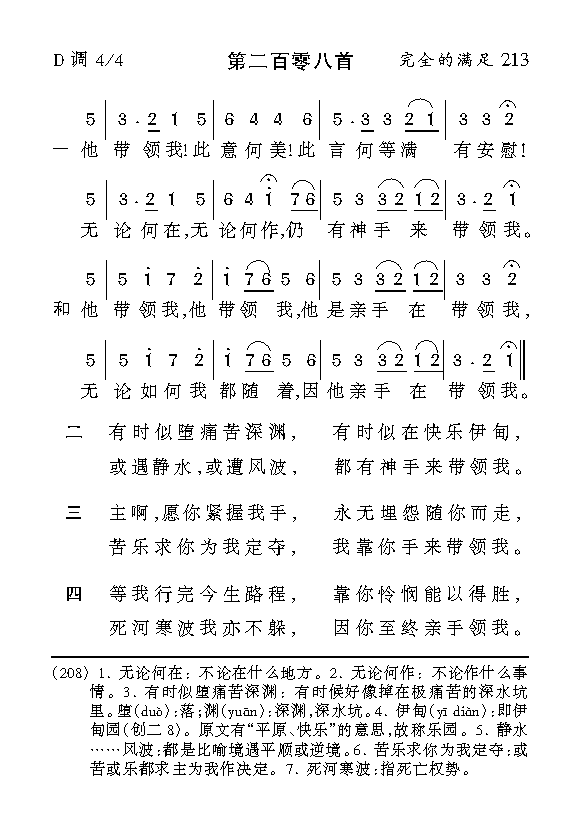 D调 4/4 第二百零八首 完全的满足 213
5 | 3 . 2 1 5 | 6 4 4 6 | 5 . 3 3 2 1 | 3 3 2
一 他 带 领 我!此 意 何 美!此 言 何 等 满 有 安 慰!
5 | 3 . 2 1 5 | 6 4 i 7 6 | 5 3 3 2 1 2 | 3 . 2 1
无 论 何 在,无 论 何 作,仍 有 神 手 来 带 领 我。
5 | 5 i 7 2̇ | i 7 6 5 6 | 5 3 3 2 1 2 | 3 3 2
和 他 带 领 我,他 带 领 我,他 是 亲 手 在 带 领 我,
5 | 5 i 7 2̇ | i 7 6 5 6 | 5 3 3 2 1 2 | 3 . 2 1 ‖
无 论 如 何 我 都 随 着,因 他 亲 手 在 带 领 我。
二 有时似堕痛苦深渊, 有时似在快乐伊甸,
或遇静水,或遭风波, 都有神手来带领我。
三 主啊,愿你紧握我手, 永无埋怨随你而走,
苦乐求你为我定夺, 我靠你手来带领我。
四 等我行完今生路程, 靠你怜悯能以得胜,
死河寒波我亦不躲, 因你至终亲手领我。
(208) 1. 无论何在: 不论在什么地方。2. 无论何作: 不论作什么事
情。3. 有时似堕痛苦深渊: 有时候好像掉在极痛苦的深水坑
里。堕(duò):落;渊(yuān):深渊,深水坑。4. 伊甸(yī diàn):即伊
甸园(创二 8)。原文有“平原、快乐”的意思,故称乐园。5. 静水
……风波:都是比喻境遇平顺或逆境。6. 苦乐求你为我定夺:或
苦或乐都求主为我作决定。7. 死河寒波:指死亡权势。